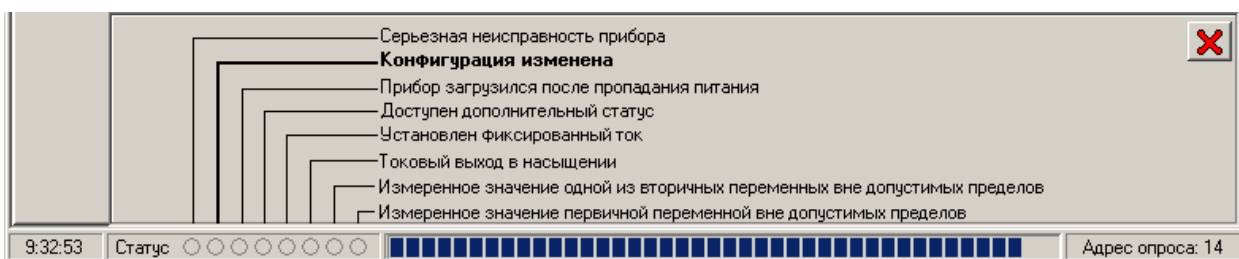 Серьезная неисправность прибора
Конфигурация изменена
Прибор загрузился после пропадания питания
Доступен дополнительный статус
Установлен фиксированный ток
Токовый выход в насыщении
Измеренное значение одной из вторичных переменных вне допустимых пределов
Измеренное значение первичной переменной вне допустимых пределов
9:32:53 Статус Адрес опроса: 14